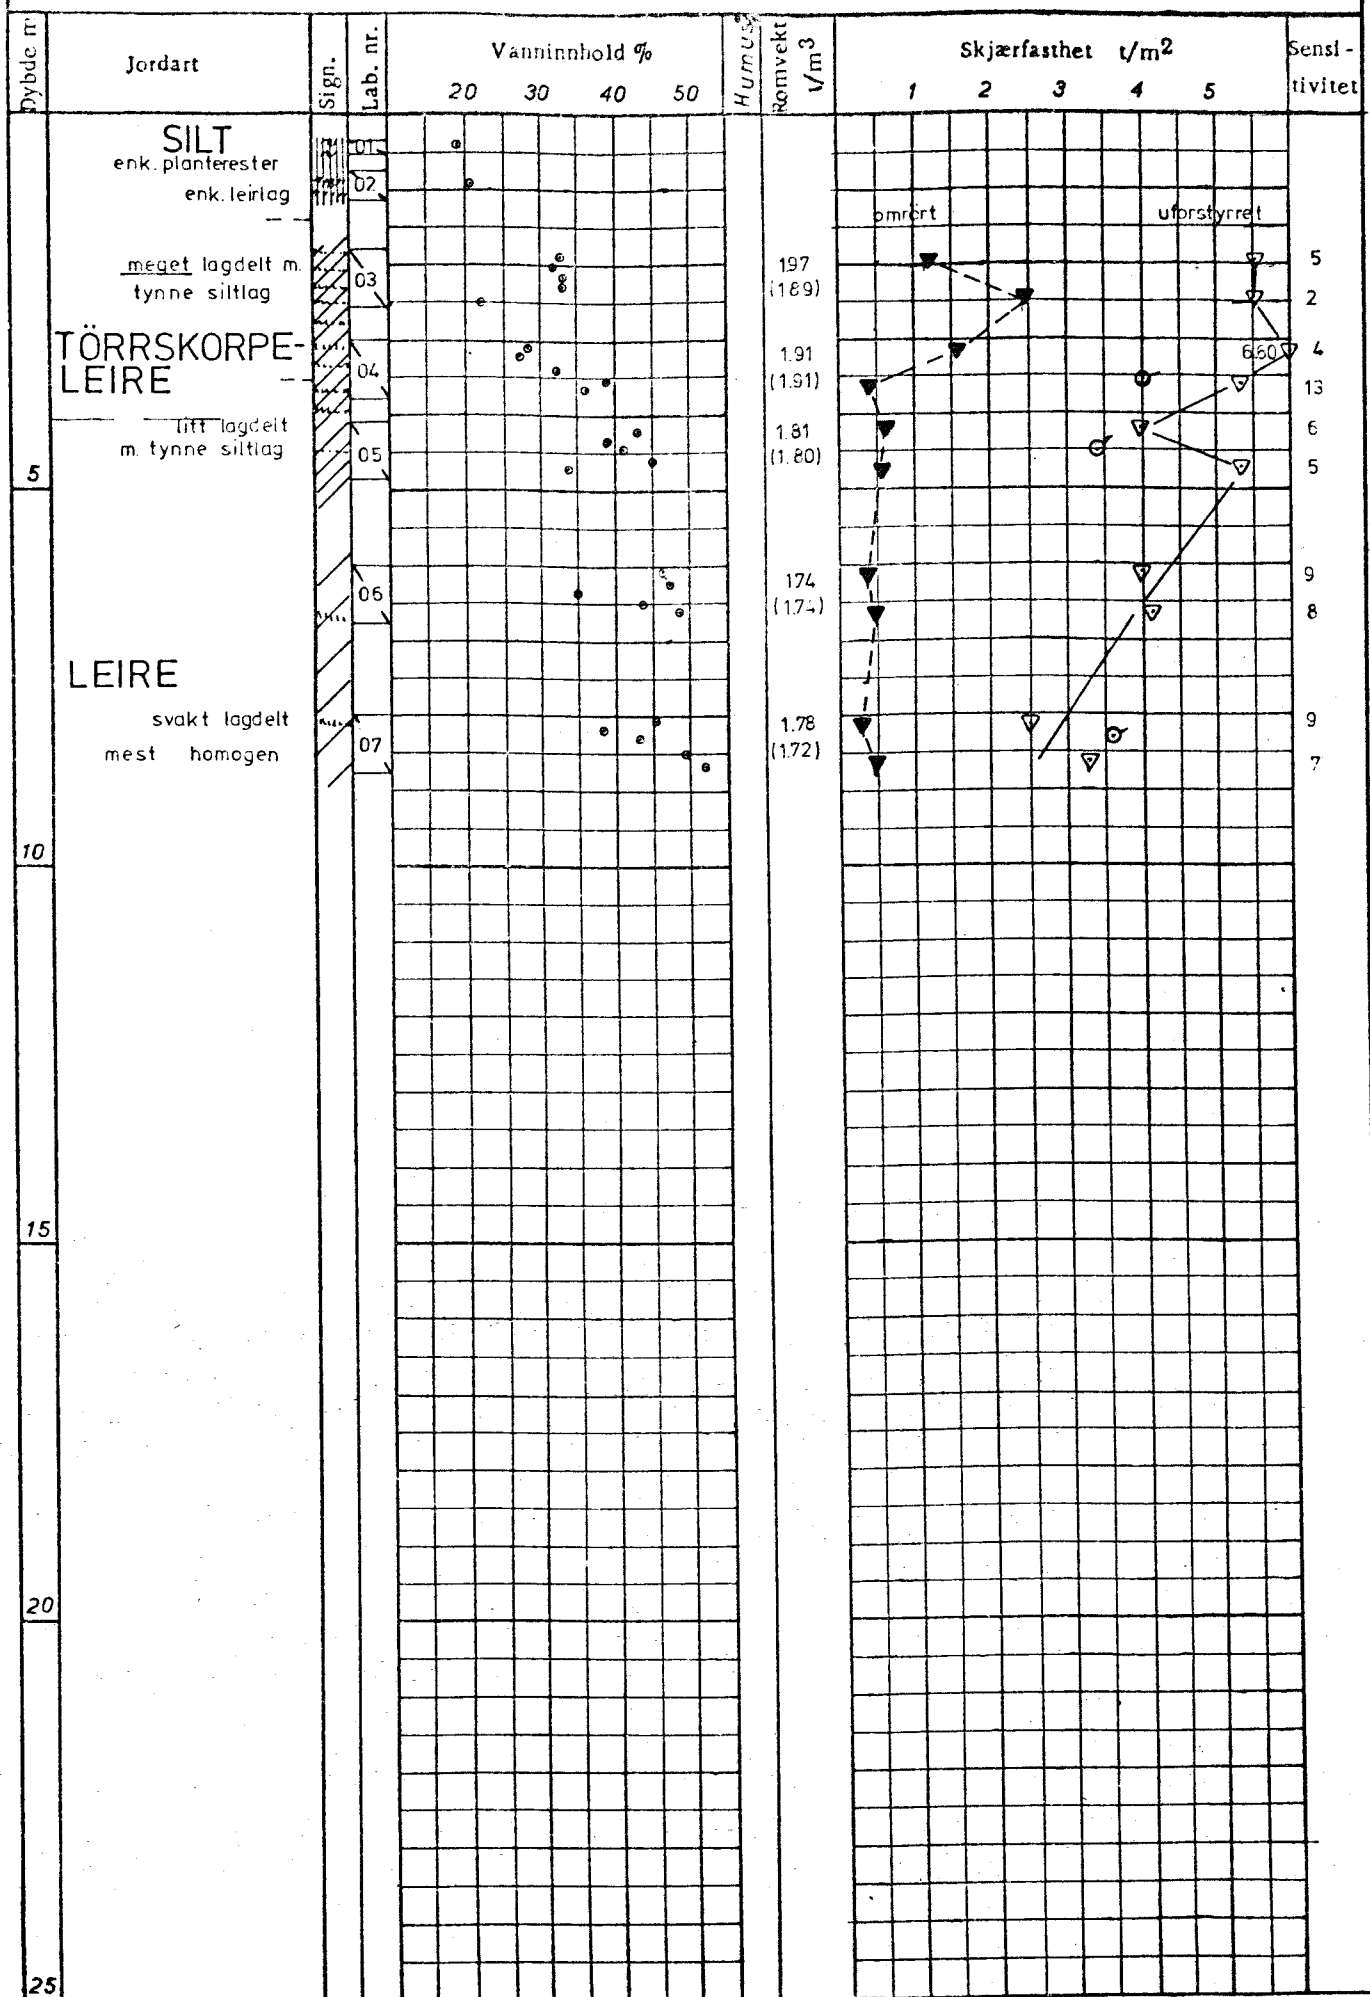 Dybde m
Jordart
Sign.
Lab. nr.
Vanninnhold %
20 30 40 50
Humus
Romvekt
t/m³
Skjærfasthet t/m²
1 2 3 4 5
Sensi-
tivitet
SILT
enk. planterester
enk. leirlag
01
02
omrört
uforstyrret
meget lagdelt m.
tynne siltlag
03
1.97
(1.89)
5
2
TÖRRSKORPE-
LEIRE
04
1.91
(1.91)
6.60
4
13
litt lagdelt
m. tynne siltlag
05
1.81
(1.80)
6
5
5
06
1.74
(1.74)
9
8
LEIRE
svakt lagdelt
mest homogen
07
1.78
(1.72)
9
7
10
15
20
25